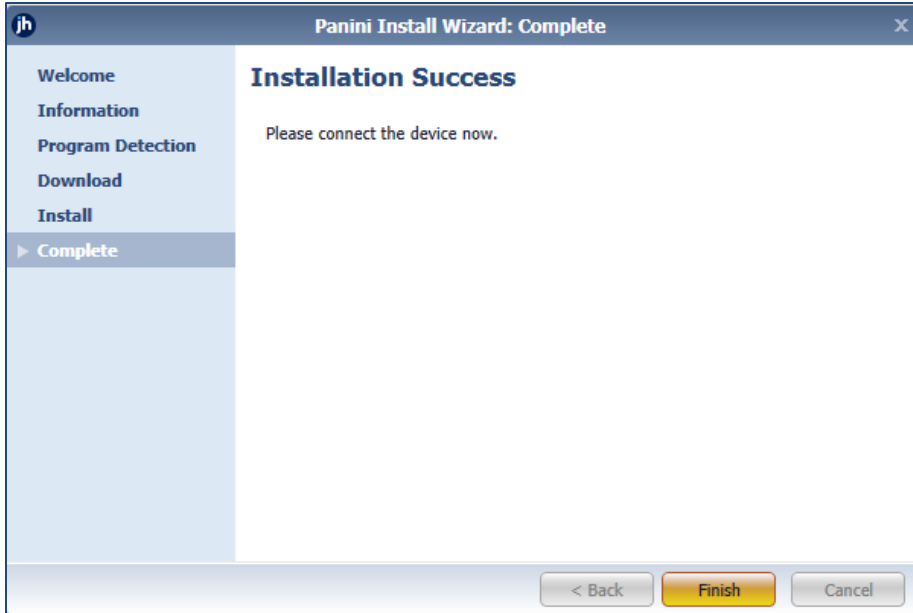 jh
Panini Install Wizard: Complete
x
Welcome
Information
Program Detection
Download
Install
Complete
Installation Success
Please connect the device now.
< Back
Finish
Cancel